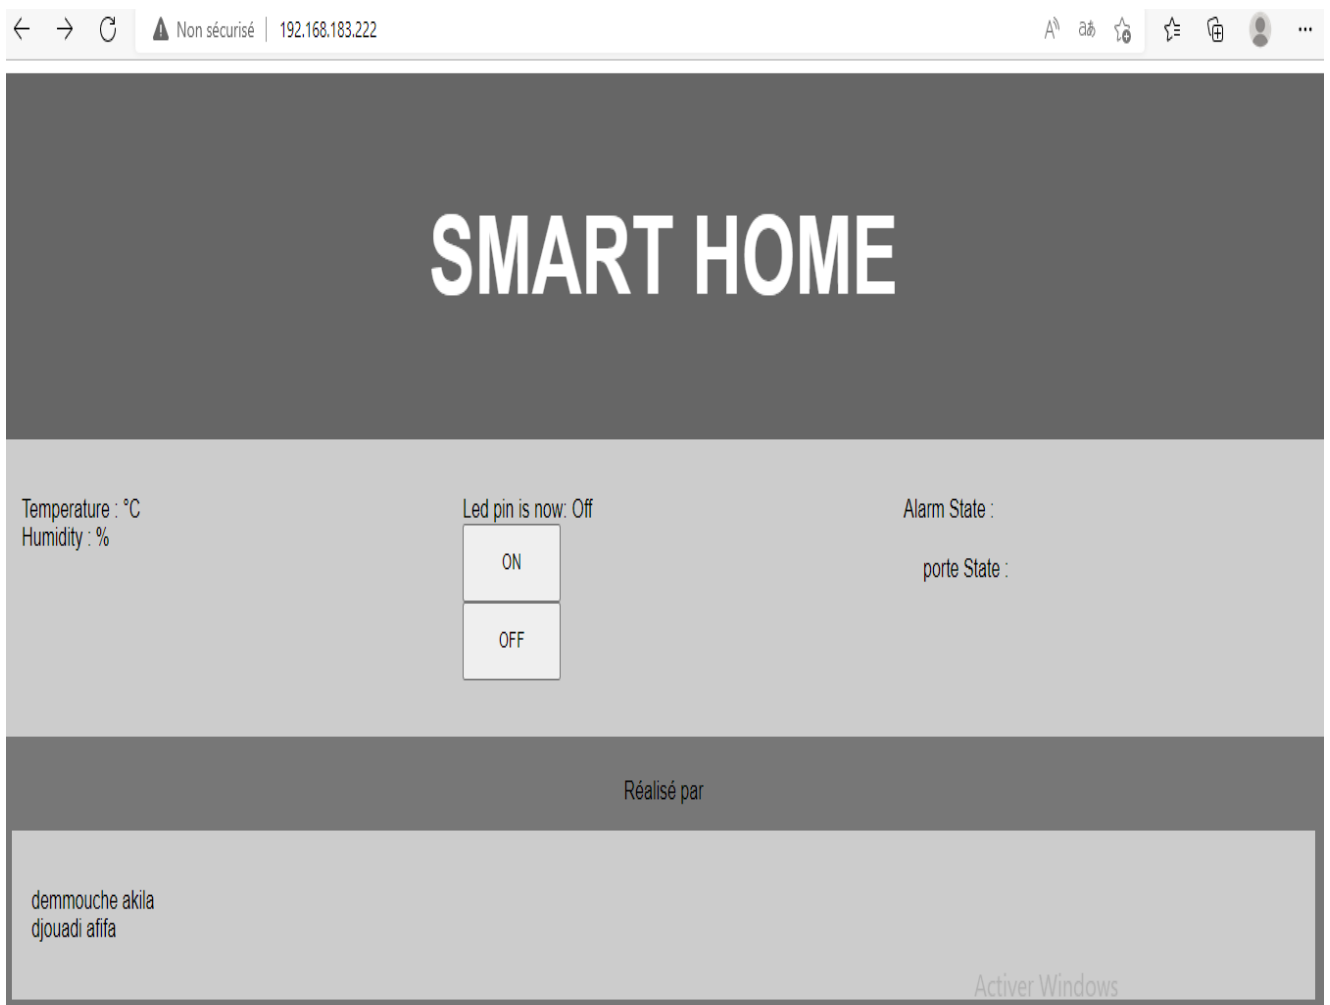 Non sécurisé | 192.168.183.222
SMART HOME
Temperature : °C
Humidity : %
Led pin is now: Off
ON
OFF
Alarm State :
porte State :
Réalisé par
demmouche akila
djouadi afifa
Activer Windows